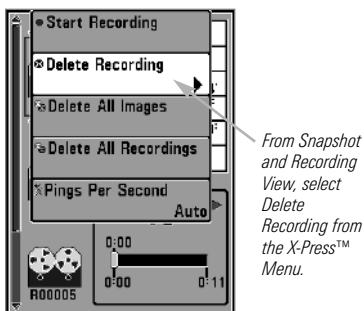 Start Recording
Delete Recording
Delete All Images
Delete All Recordings
Pings Per Second
Auto
0:00
0:00
0:11
R00005
From Snapshot
and Recording
View, select
Delete
Recording from
the X-Press™
Menu.